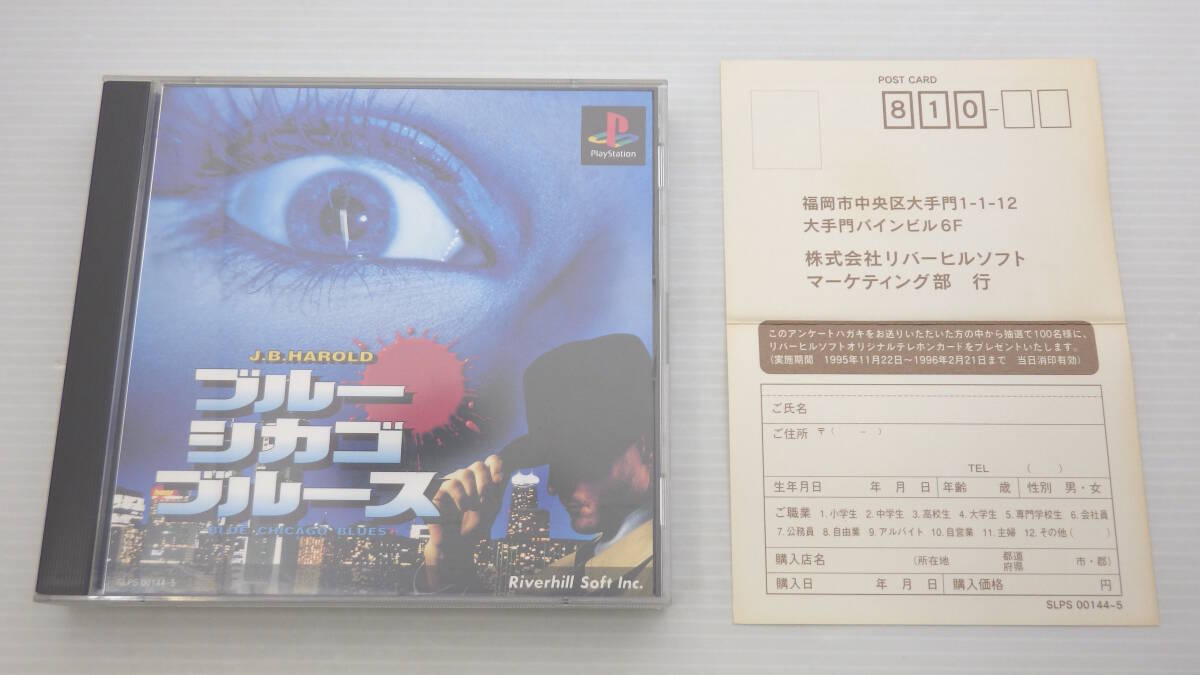 PlayStation
J.B.HAROLD
ブルー
シカゴ
ブルース
BLUE CHICAGO BLUES
SLPS 00144~5
Riverhill Soft Inc.
POST CARD
810-
福岡市中央区大手門1-1-12
大手門パインビル6F
株式会社リバーヒルソフト
マーケティング部 行
このアンケートハガキをお送りいただいた方の中から抽選で100名様に、
リバーヒルソフトオリジナルテレホンカードをプレゼントいたします。
(実施期間 1995年11月22日〜1996年2月21日まで 当日消印有効)
ご氏名
ご住所 〒( - )
TEL ( )
生年月日 年 月 日 年齢 歳 性別 男・女
ご職業 1.小学生 2.中学生 3.高校生 4.大学生 5.専門学校生 6.会社員
7.公務員 8.自由業 9.アルバイト 10.自営業 11.主婦 12.その他( )
購入店名 (所在地 都道府県 市・郡)
購入日 年 月 日 購入価格 円
SLPS 00144~5